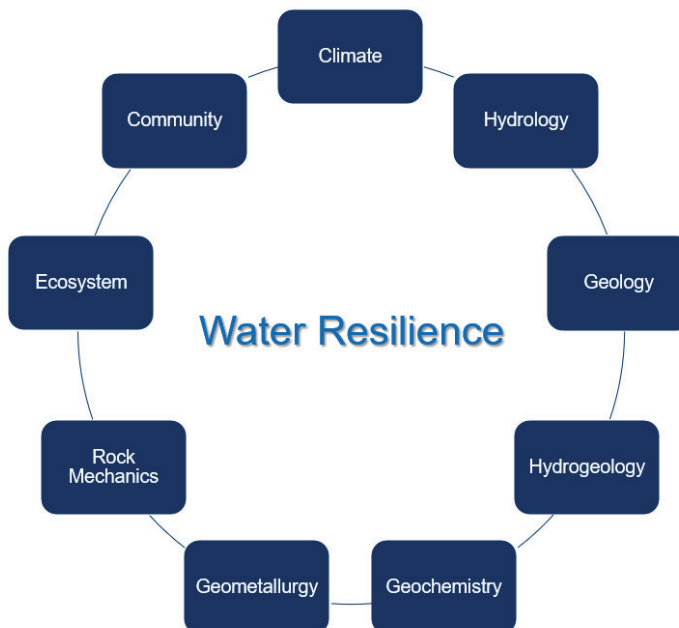 Climate
Hydrology
Geology
Hydrogeology
Geochemistry
Geometallurgy
Rock
Mechanics
Ecosystem
Community
Water Resilience